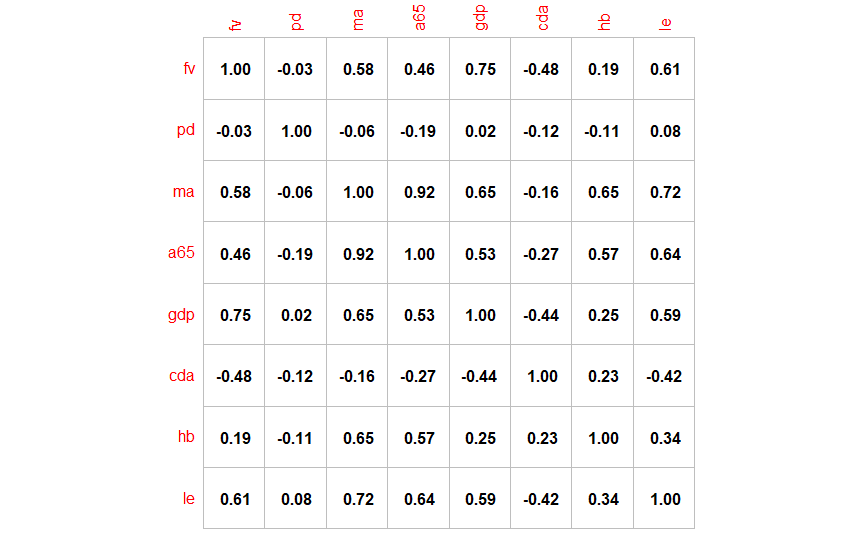 fv pd ma a65 gdp cda hb le
fv 1.00 -0.03 0.58 0.46 0.75 -0.48 0.19 0.61
pd -0.03 1.00 -0.06 -0.19 0.02 -0.12 -0.11 0.08
ma 0.58 -0.06 1.00 0.92 0.65 -0.16 0.65 0.72
a65 0.46 -0.19 0.92 1.00 0.53 -0.27 0.57 0.64
gdp 0.75 0.02 0.65 0.53 1.00 -0.44 0.25 0.59
cda -0.48 -0.12 -0.16 -0.27 -0.44 1.00 0.23 -0.42
hb 0.19 -0.11 0.65 0.57 0.25 0.23 1.00 0.34
le 0.61 0.08 0.72 0.64 0.59 -0.42 0.34 1.00